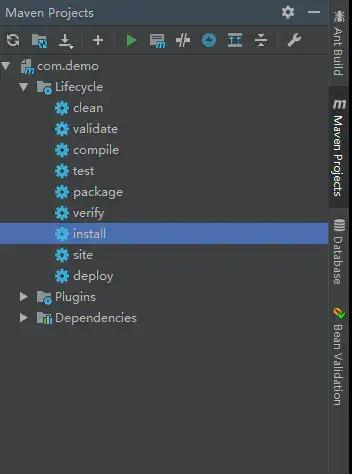 Maven Projects
com.demo
Lifecycle
clean
validate
compile
test
package
verify
install
site
deploy
Plugins
Dependencies
Ant Build
m
Maven Projects
Database
Bean Validation